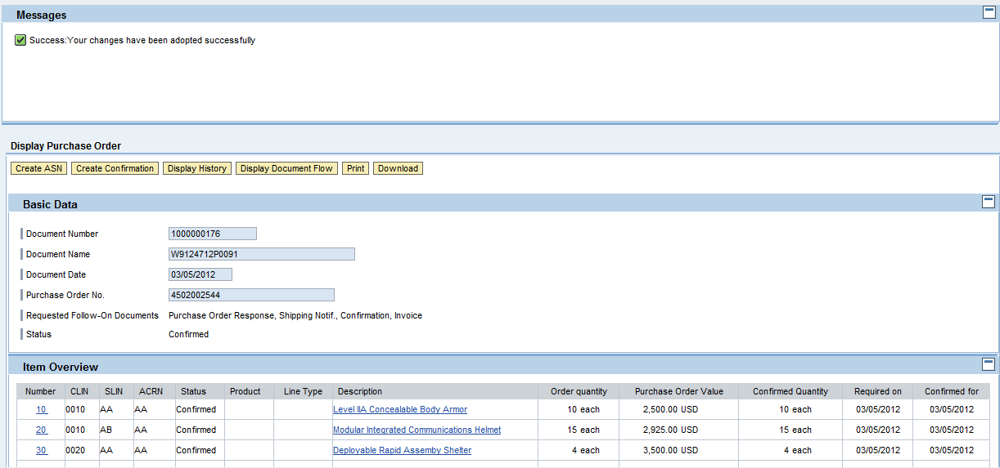 Messages
Success:Your changes have been adopted successfully
Display Purchase Order
Create ASN Create Confirmation Display History Display Document Flow Print Download
Basic Data
Document Number 1000000176
Document Name W9124712P0091
Document Date 03/05/2012
Purchase Order No. 4502002544
Requested Follow-On Documents Purchase Order Response, Shipping Notif., Confirmation, Invoice
Status Confirmed
Item Overview
Number CLIN SLIN ACRN Status Product Line Type Description Order quantity Purchase Order Value Confirmed Quantity Required on Confirmed for
10 0010 AA AA Confirmed Level IIA Concealable Body Armor 10 each 2,500.00 USD 10 each 03/05/2012 03/05/2012
20 0010 AB AA Confirmed Modular Integrated Communications Helmet 15 each 2,925.00 USD 15 each 03/05/2012 03/05/2012
30 0020 AA AA Confirmed Deployable Rapid Assemby Shelter 4 each 3,500.00 USD 4 each 03/05/2012 03/05/2012